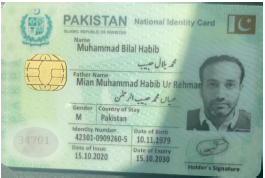 PAKISTAN National Identity Card
ISLAMIC REPUBLIC OF PAKISTAN
Name
Muhammad Bilal Habib
محمد بلال حبیب
Father Name
Mian Muhammad Habib Ur Rehman
میاں محمد حبیب الرحمٰن
Gender Country of Stay
M Pakistan
Identity Number Date of Birth
42301-0909260-5 10.11.1979
Date of Issue Date of Expiry
15.10.2020 15.10.2030
34701
Holder's Signature